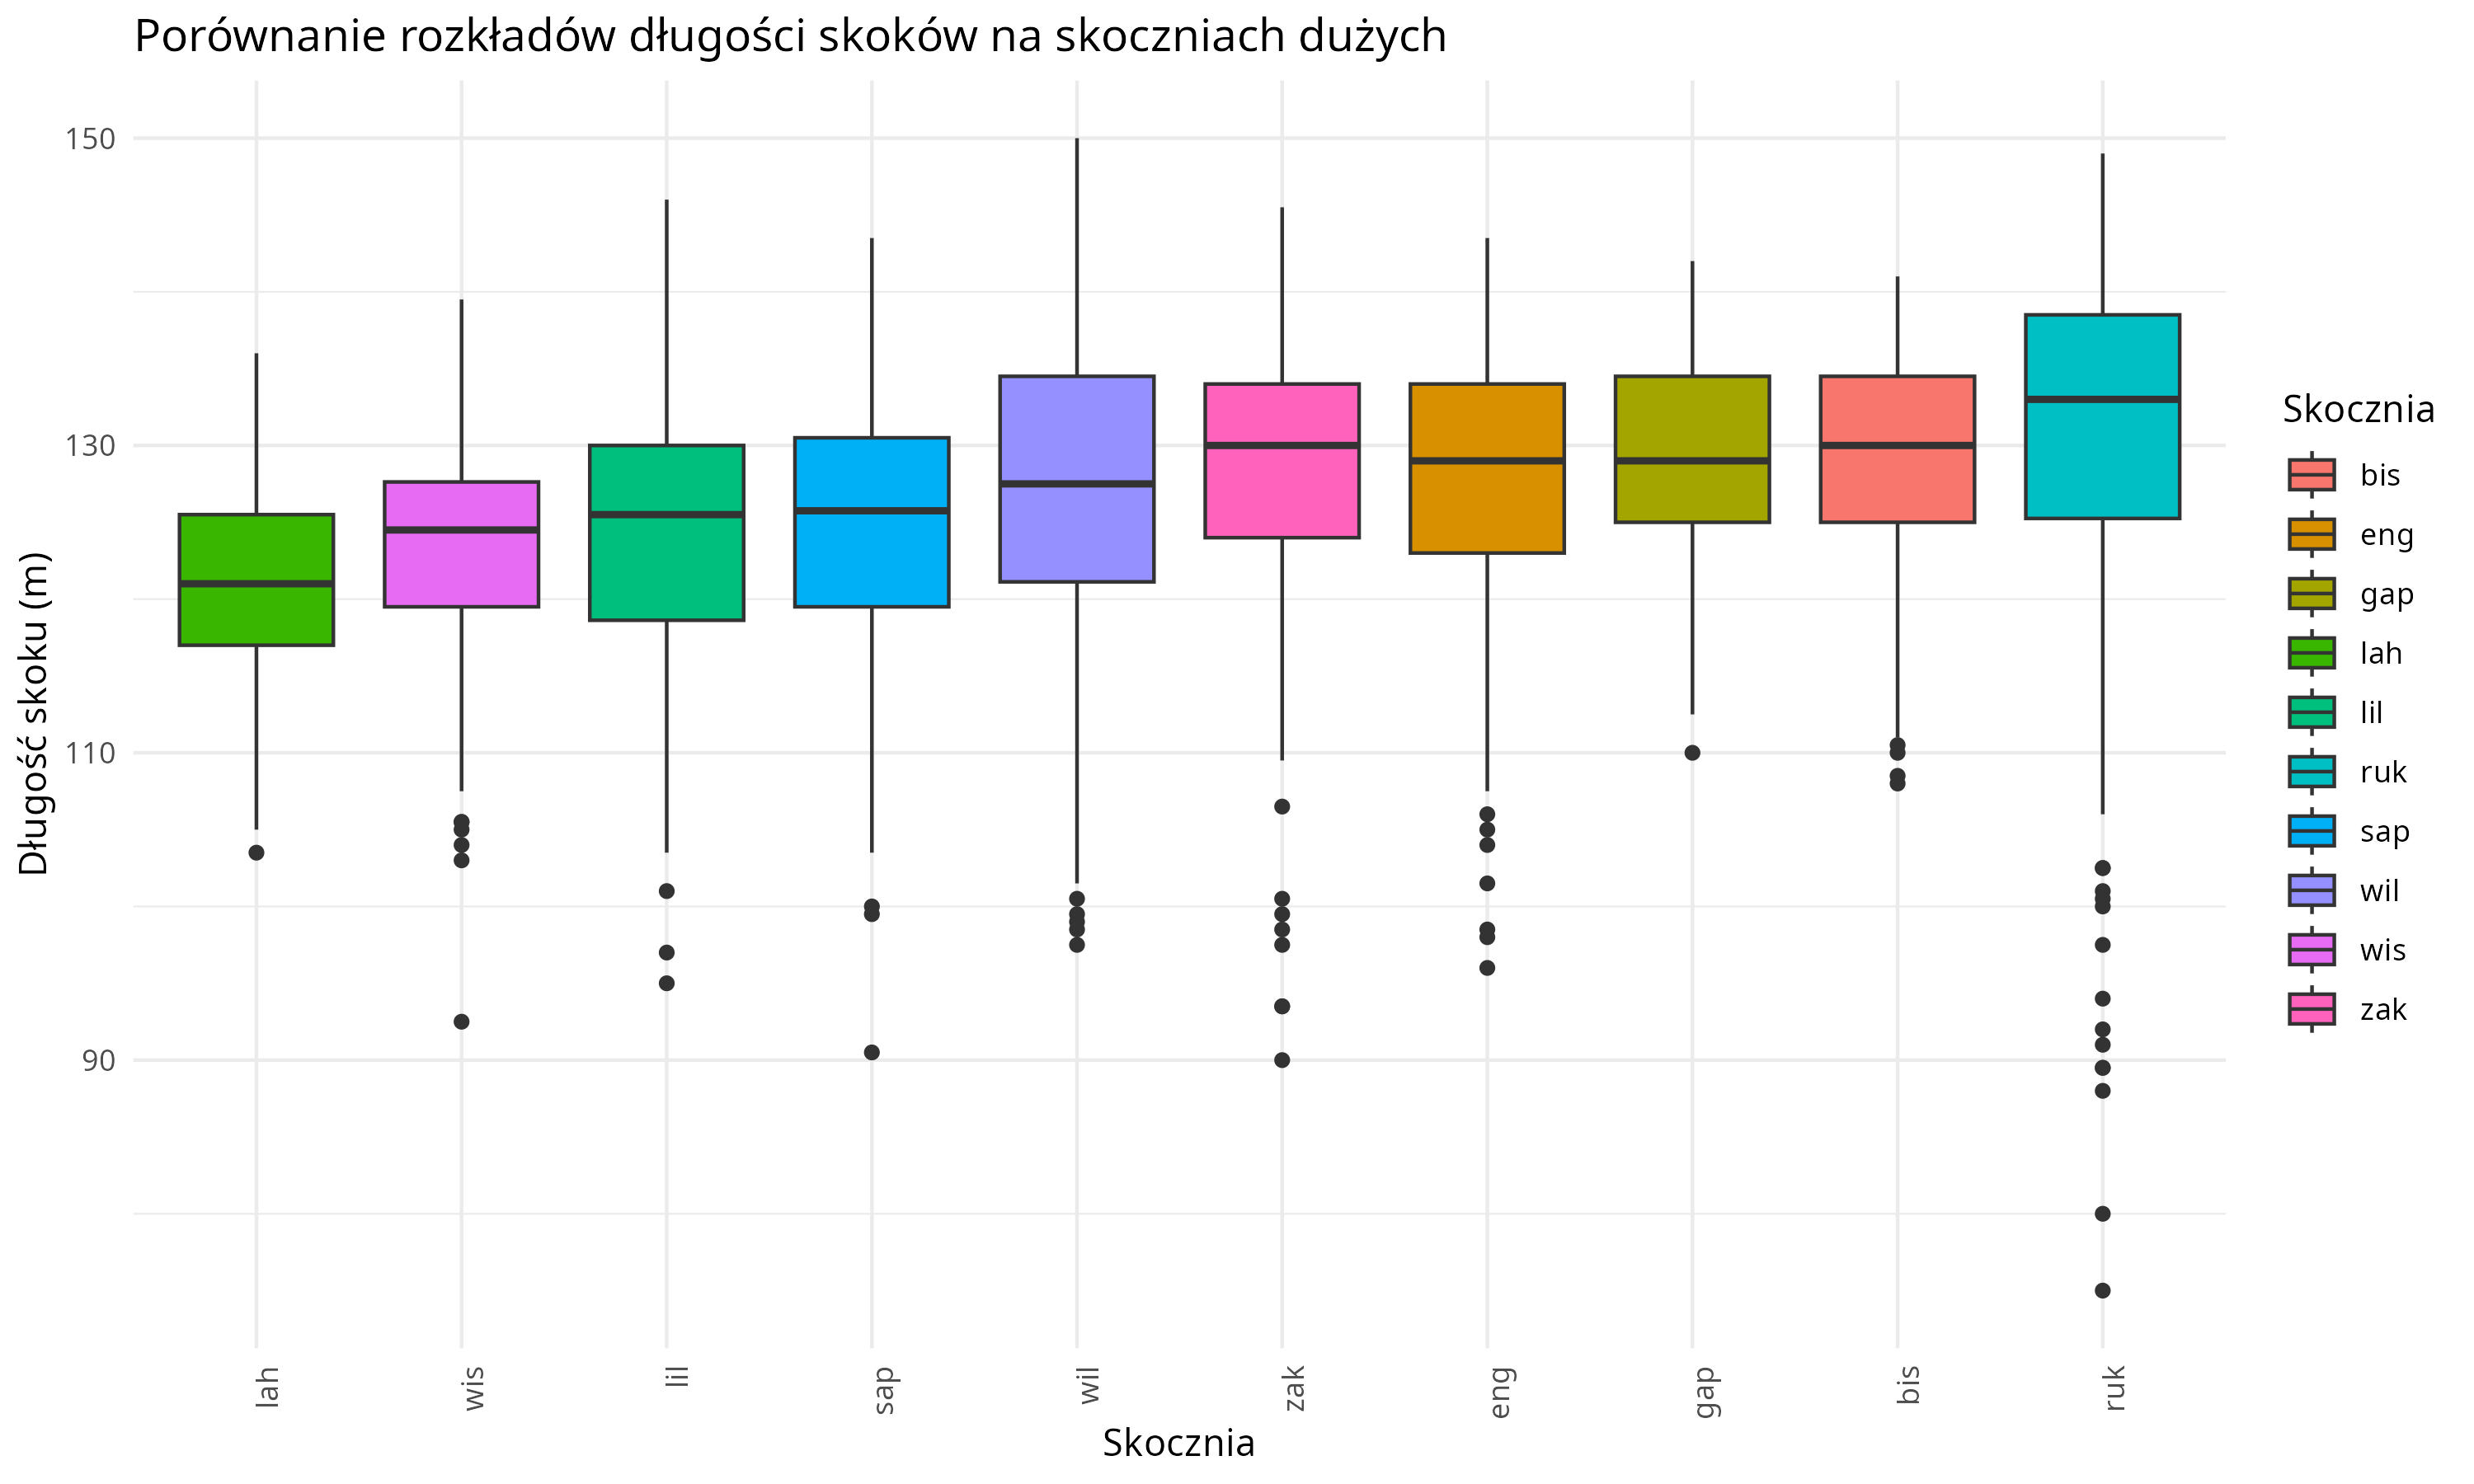 Porównanie rozkładów długości skoków na skoczniach dużych
Długość skoku (m)
150
130
110
90
lah
wis
lil
sap
wil
zak
eng
gap
bis
ruk
Skocznia
Skocznia
bis
eng
gap
lah
lil
ruk
sap
wil
wis
zak